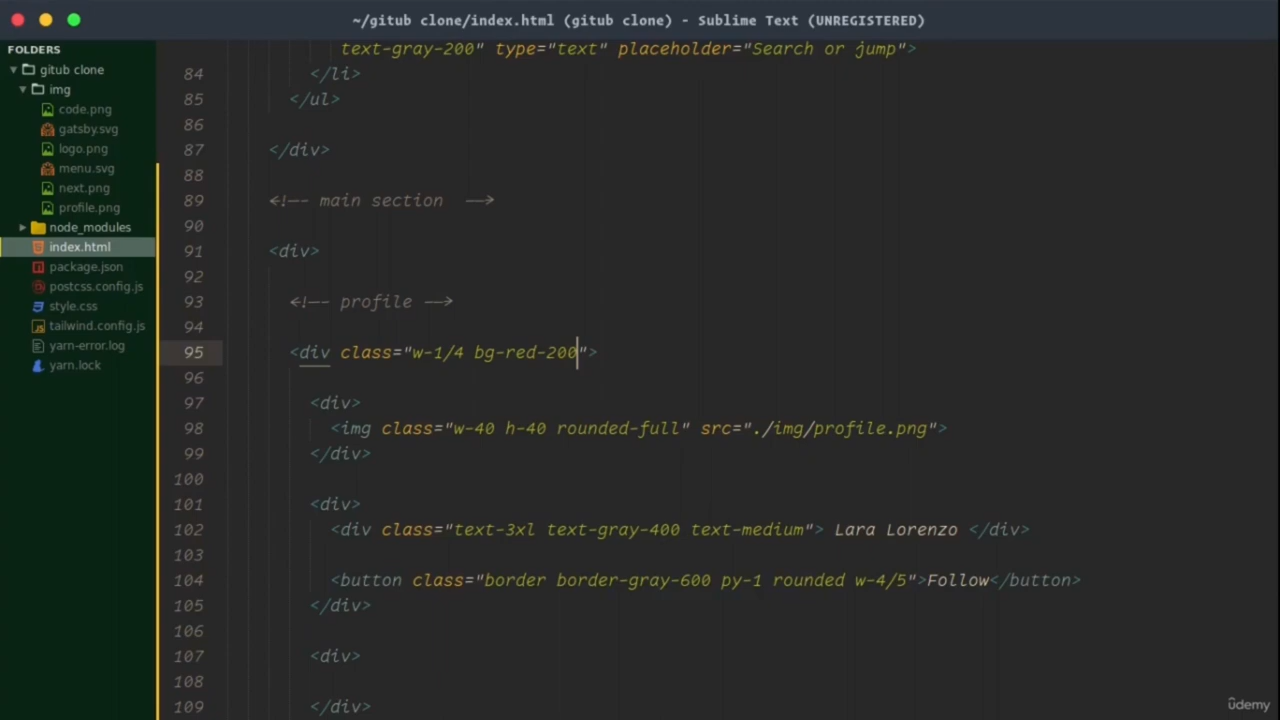 ~/gitub clone/index.html (gitub clone) - Sublime Text (UNREGISTERED)
FOLDERS
gitub clone
img
code.png
gatsby.svg
logo.png
menu.svg
next.png
profile.png
node_modules
index.html
package.json
postcss.config.js
style.css
tailwind.config.js
yarn-error.log
yarn.lock
text-gray-200" type="text" placeholder="Search or jump">
84 </li>
85 </ul>
86
87 </div>
88
89 <!-- main section -->
90
91 <div>
92
93 <!-- profile -->
94
95 <div class="w-1/4 bg-red-200">
96
97 <div>
98 <img class="w-40 h-40 rounded-full" src="./img/profile.png">
99 </div>
100
101 <div>
102 <div class="text-3xl text-gray-400 text-medium"> Lara Lorenzo </div>
103
104 <button class="border border-gray-600 py-1 rounded w-4/5">Follow</button>
105 </div>
106
107 <div>
108
109 </div>
ûdemy